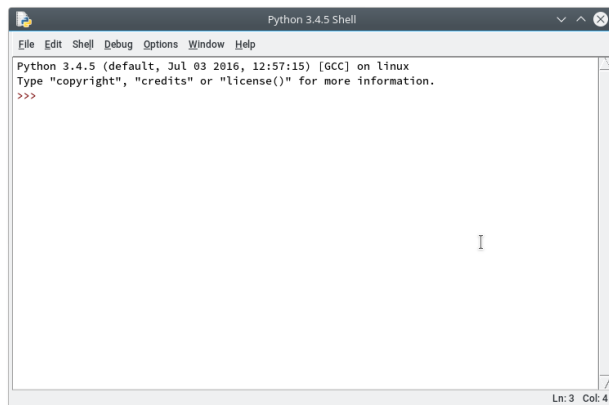 Python 3.4.5 Shell
File Edit Shell Debug Options Window Help
Python 3.4.5 (default, Jul 03 2016, 12:57:15) [GCC] on linux
Type "copyright", "credits" or "license()" for more information.
>>>
Ln: 3 Col: 4